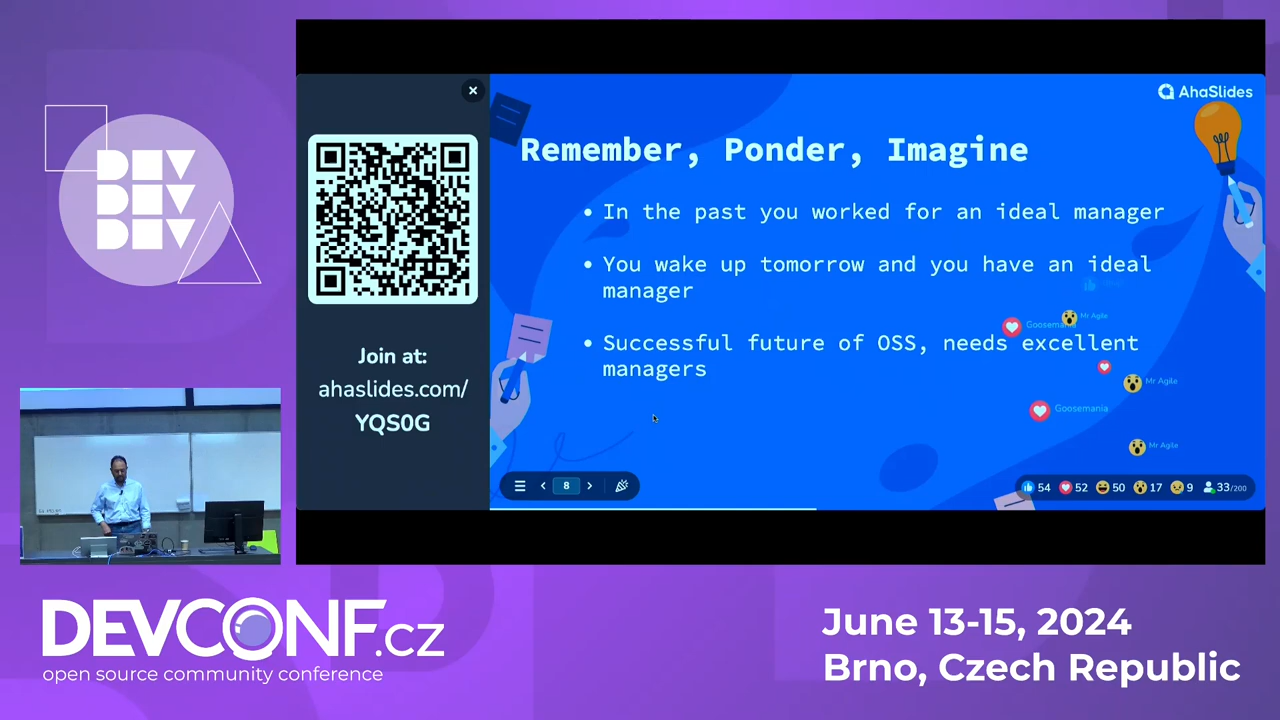 DEV
DEV
DEV
Join at:
ahaslides.com/
YQS0G
AhaSlides
Remember, Ponder, Imagine
• In the past you worked for an ideal manager
• You wake up tomorrow and you have an ideal
manager
• Successful future of OSS, needs excellent
managers
Goosemania
Mr Agile
Mr Agile
Goosemania
Mr Agile
8
54 52 50 17 9 33/200
DEVCONF.cz
open source community conference
June 13-15, 2024
Brno, Czech Republic